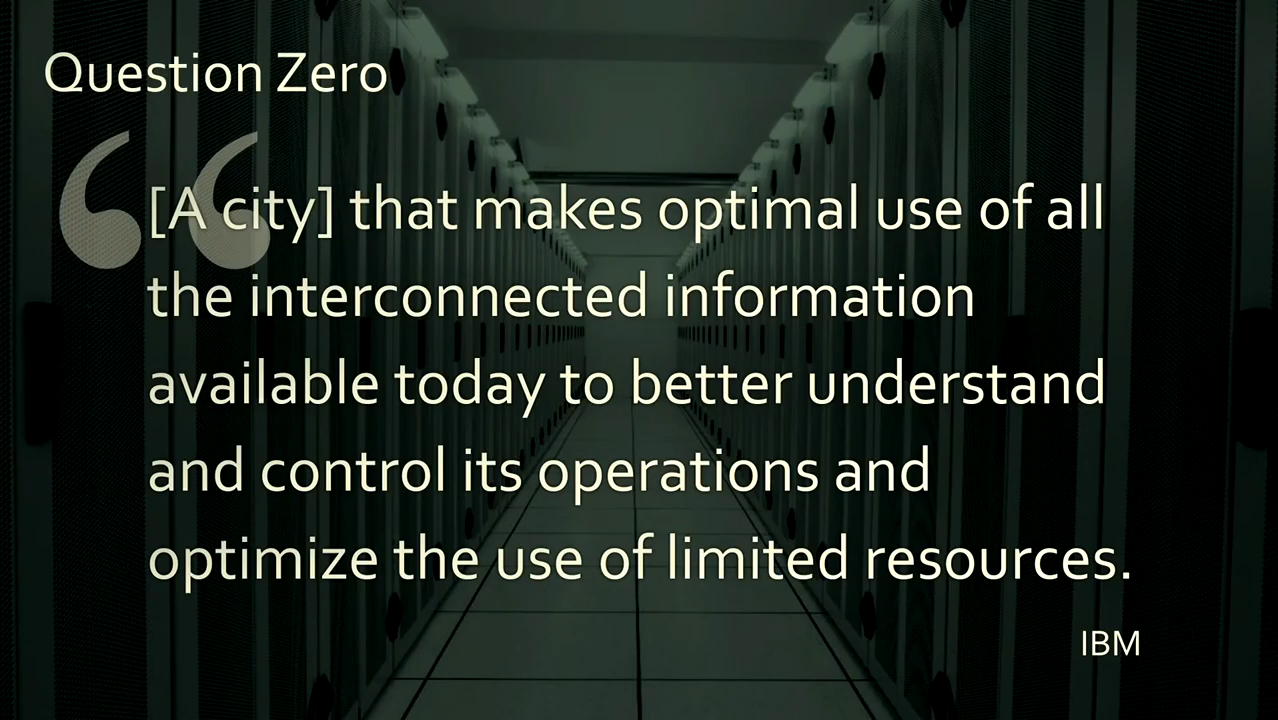 Question Zero
[A city] that makes optimal use of all
the interconnected information
available today to better understand
and control its operations and
optimize the use of limited resources.
IBM